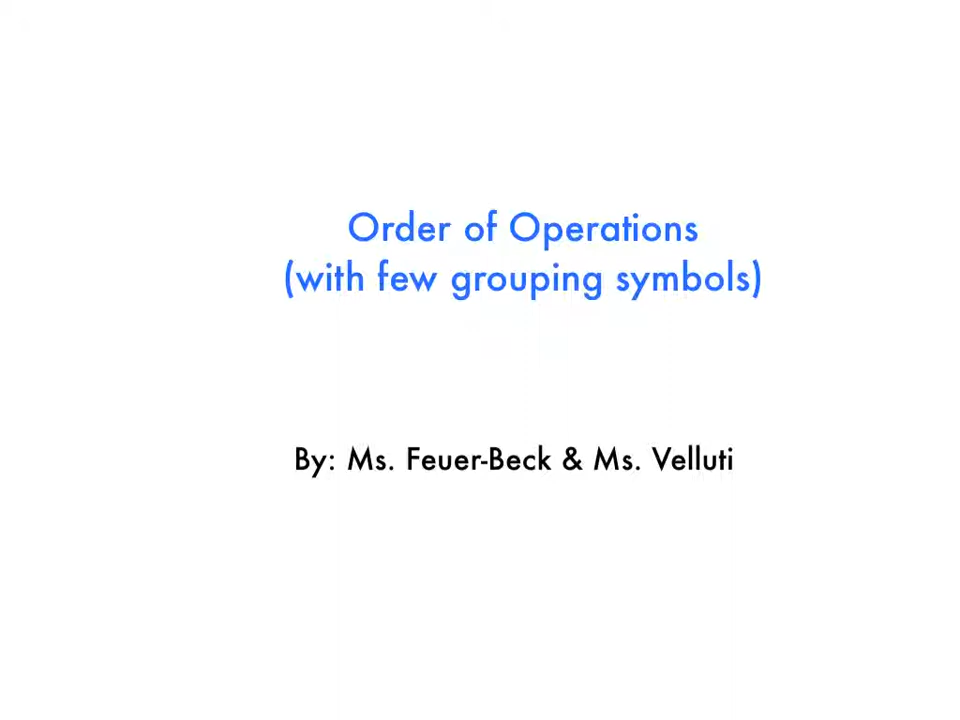 Order of Operations
(with few grouping symbols)
By: Ms. Feuer-Beck & Ms. Velluti